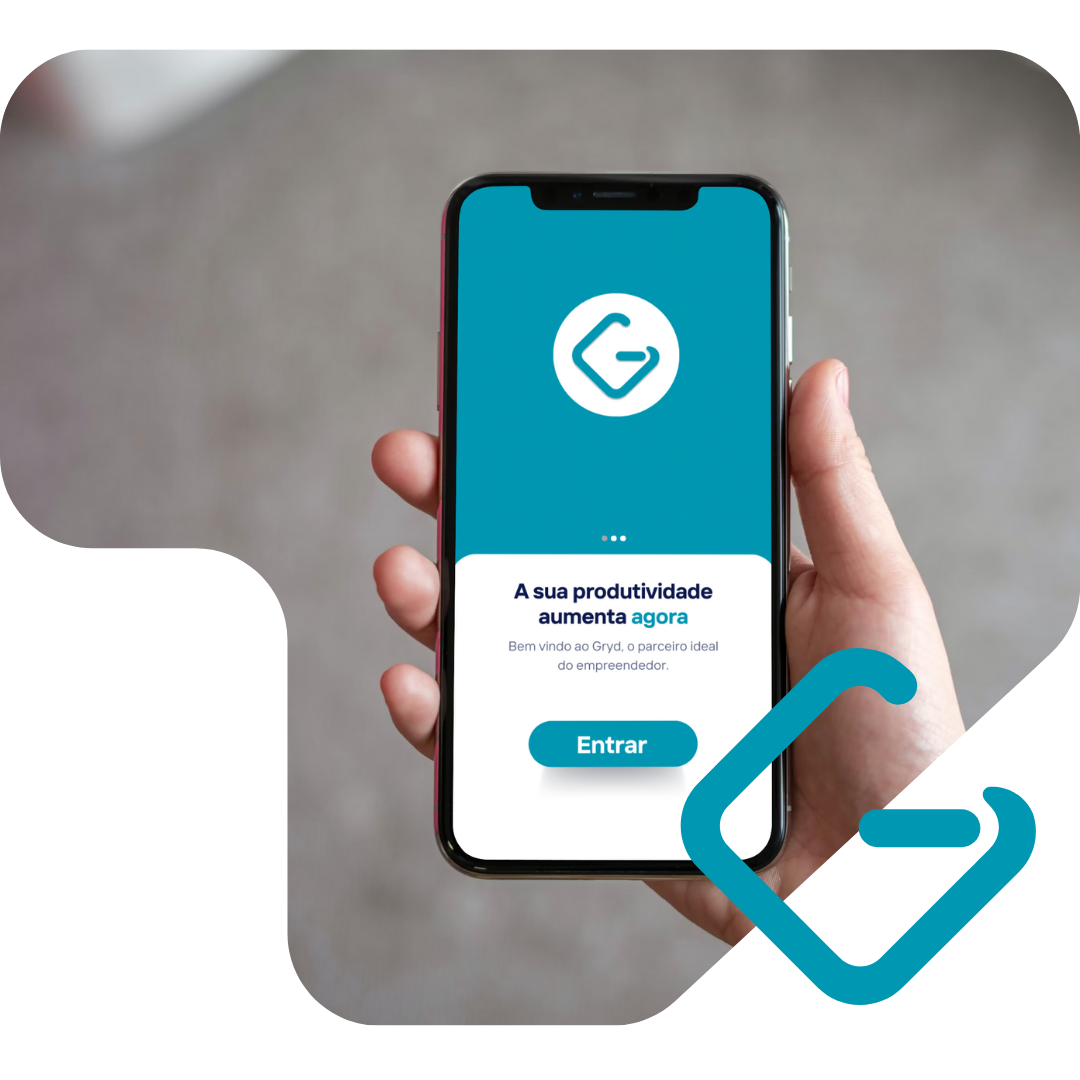 A sua produtividade
aumenta agora
Bem vindo ao Gryd, o parceiro ideal
do empreendedor.
Entrar